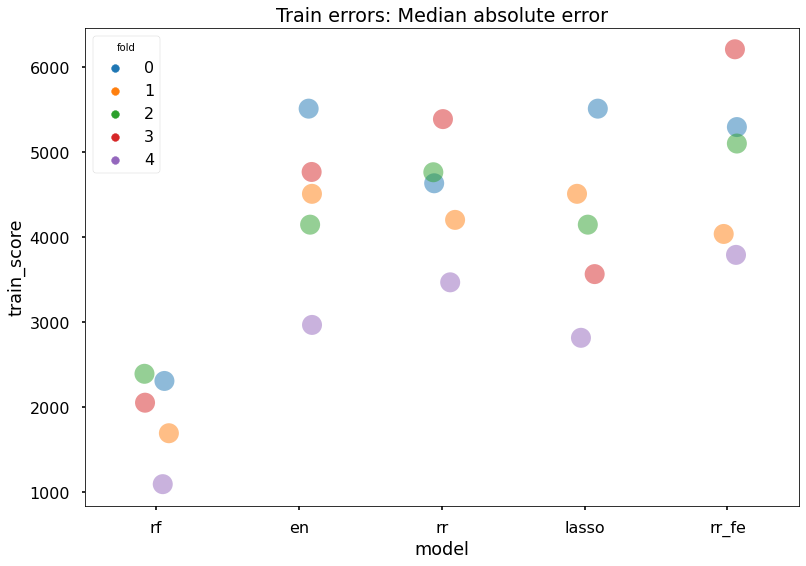 Train errors: Median absolute error
fold
0
1
2
3
4
train_score
6000
5000
4000
3000
2000
1000
rf en rr lasso rr_fe
model